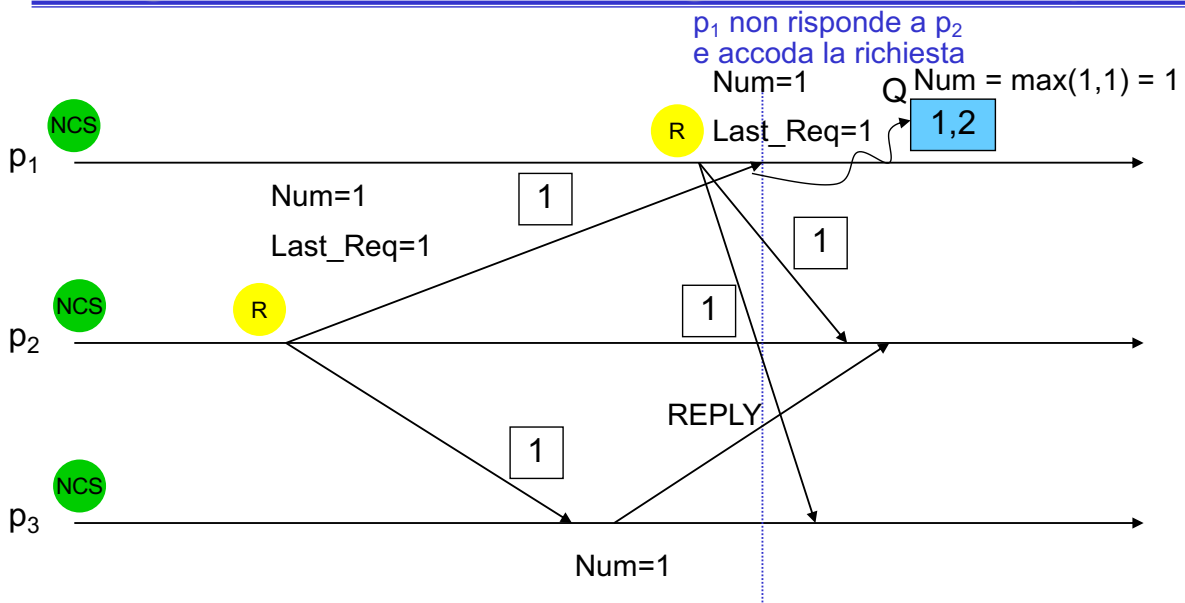 p1 non risponde a p2
e accoda la richiesta
Num=1
Q
Num = max(1,1) = 1
NCS
R
Last_Req=1
1,2
p1
Num=1
1
Last_Req=1
1
NCS
R
1
p2
REPLY
1
NCS
p3
Num=1